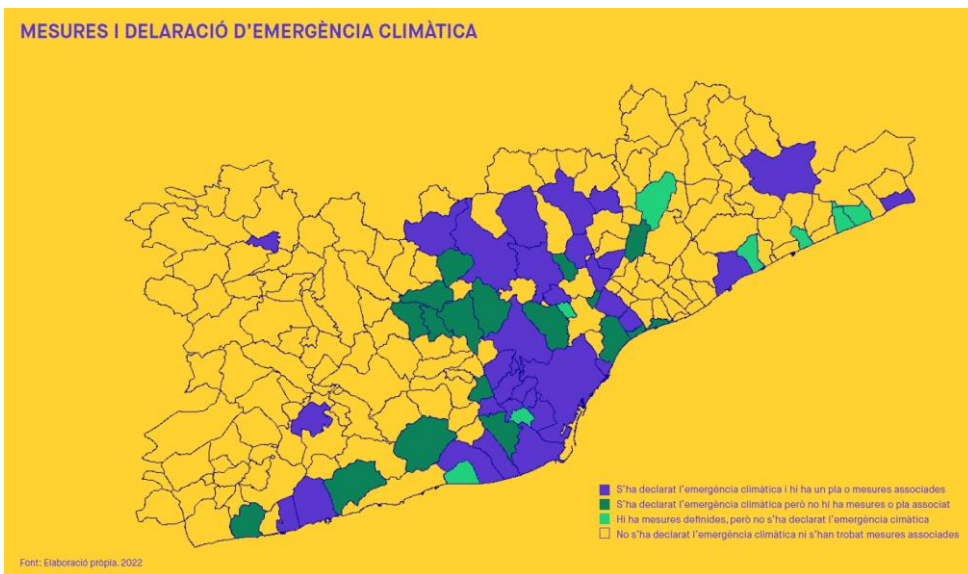 MESURES I DELARACIÓ D'EMERGÈNCIA CLIMÀTICA
S'ha declarat l'emergència climàtica i hi ha un pla o mesures associades
S'ha declarat l'emergència climàtica però no hi ha mesures o pla associat
Hi ha mesures definides, però no s'ha declarat l'emergència cimàtica
No s'ha declarat l'emergència climàtica ni s'han trobat mesures associades
Font: Elaboració pròpia. 2022